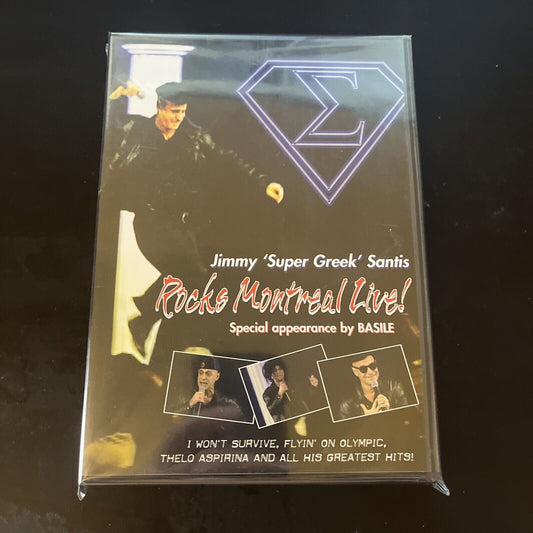 Σ
Jimmy 'Super Greek' Santis
Rocks Montreal Live!
Special appearance by BASILE
I WON'T SURVIVE, FLYIN' ON OLYMPIC,
THELO ASPIRINA AND ALL HIS GREATEST HITS!